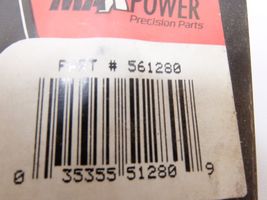 MAXPOWER
Precision Parts
PART # 561280
0 35355 51280 9